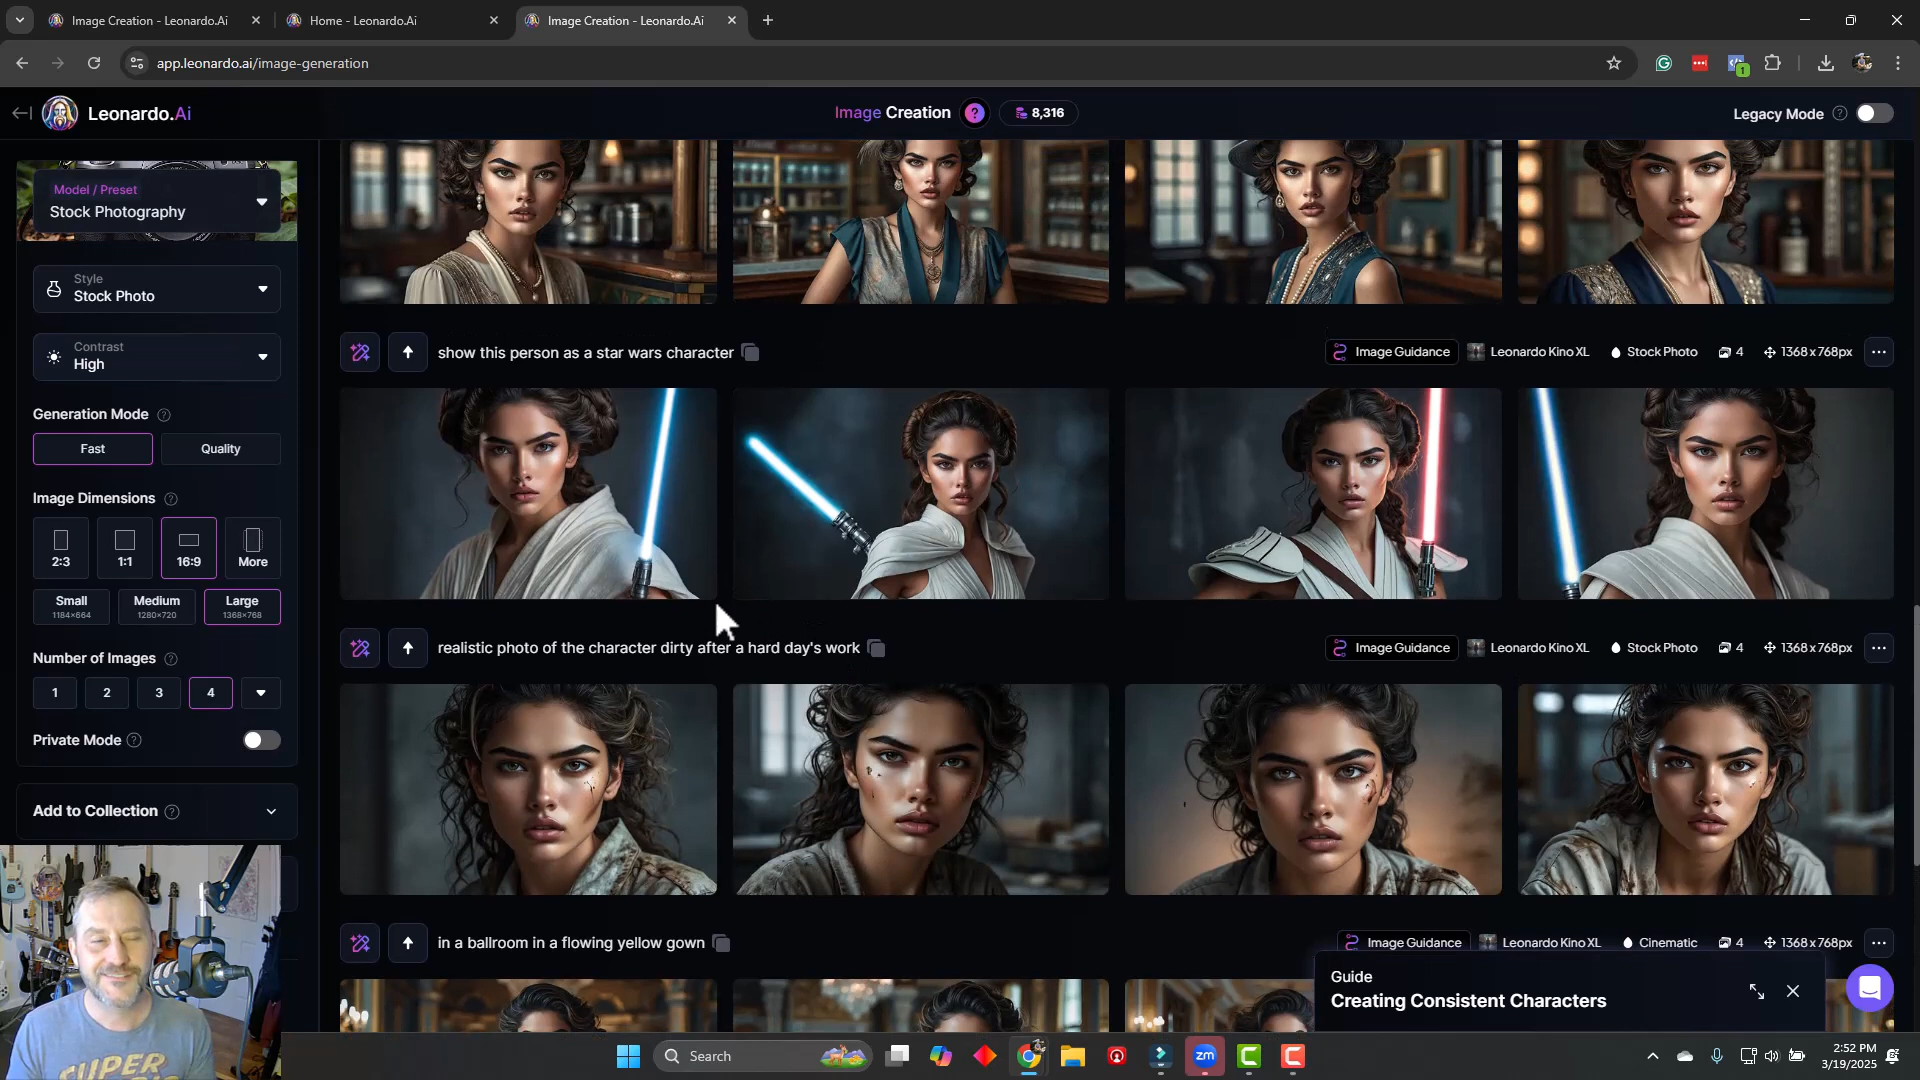 Image Creation - Leonardo.Ai
Home - Leonardo.Ai
Image Creation - Leonardo.Ai
app.leonardo.ai/image-generation
1
Leonardo.Ai
Image Creation
?
8,316
Legacy Mode
Model / Preset
Stock Photography
Style
Stock Photo
Contrast
High
Generation Mode
Fast
Quality
Image Dimensions
2:3
1:1
16:9
More
Small
1184×664
Medium
1280×720
Large
1368×768
Number of Images
1
2
3
4
Private Mode
Add to Collection
show this person as a star wars character
Image Guidance
Leonardo Kino XL
Stock Photo
4
1368 x 768px
realistic photo of the character dirty after a hard day's work
Image Guidance
Leonardo Kino XL
Stock Photo
4
1368 x 768px
in a ballroom in a flowing yellow gown
Image Guidance
Leonardo Kino XL
Cinematic
4
1368 x 768px
Guide
Creating Consistent Characters
SUPER
Search
zm
2:52 PM
3/19/2025